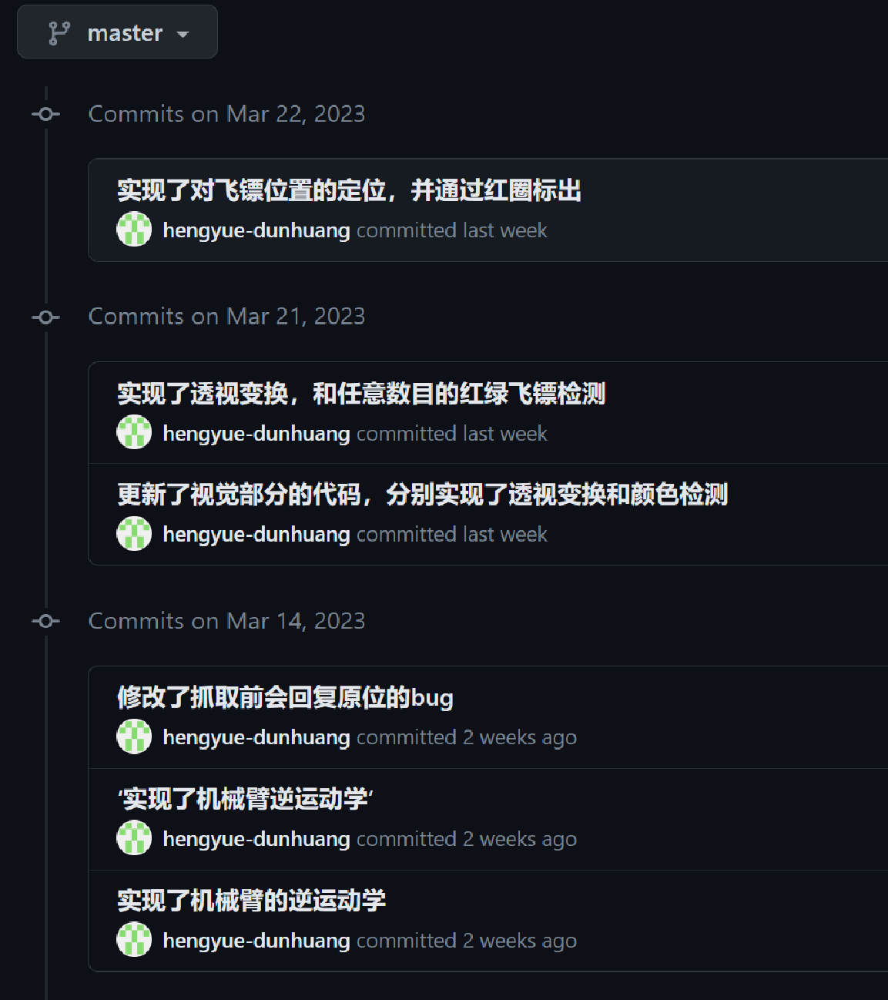 master
Commits on Mar 22, 2023
实现了对飞镖位置的定位，并通过红圈标出
hengyue-dunhuang committed last week
Commits on Mar 21, 2023
实现了透视变换，和任意数目的红绿飞镖检测
hengyue-dunhuang committed last week
更新了视觉部分的代码，分别实现了透视变换和颜色检测
hengyue-dunhuang committed last week
Commits on Mar 14, 2023
修改了抓取前会回复原位的bug
hengyue-dunhuang committed 2 weeks ago
‘实现了机械臂逆运动学’
hengyue-dunhuang committed 2 weeks ago
实现了机械臂的逆运动学
hengyue-dunhuang committed 2 weeks ago